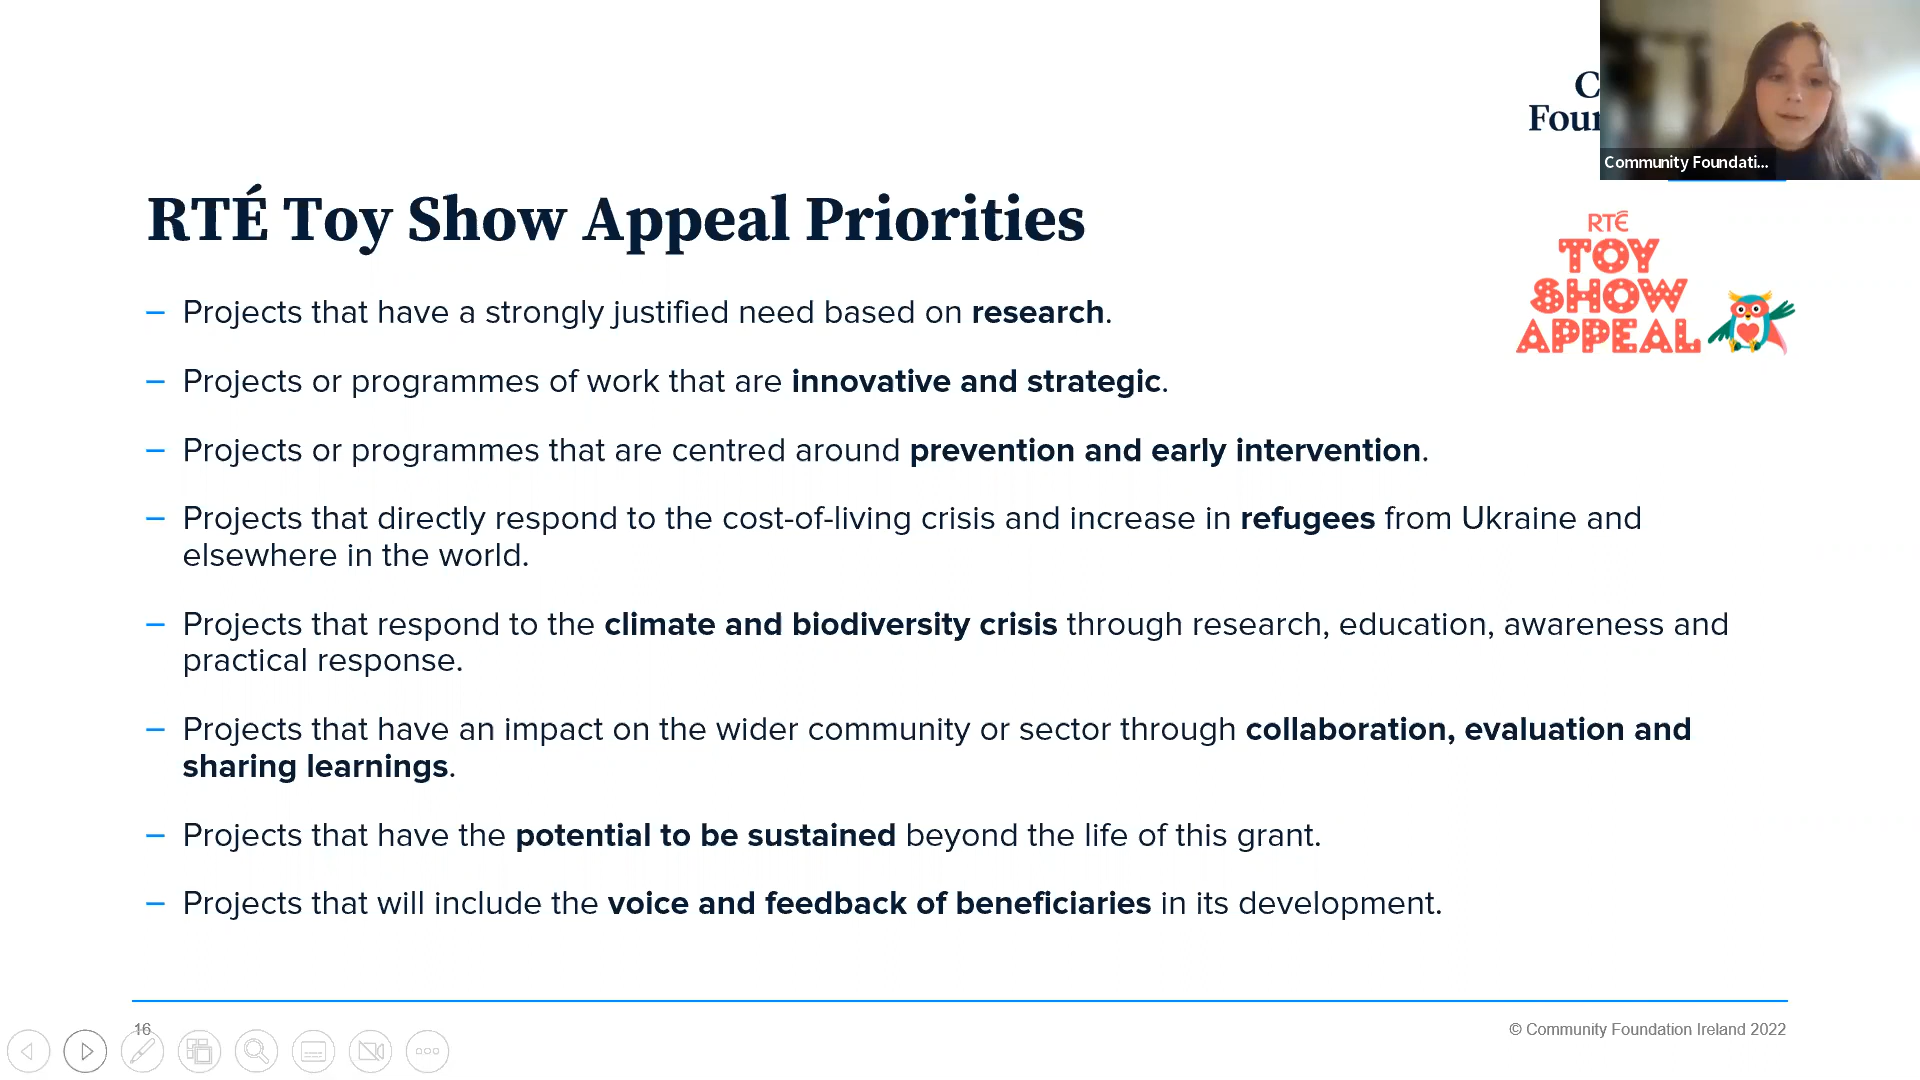 C
Four
Community Foundati...
RTÉ Toy Show Appeal Priorities
RTÉ
TOY
SHOW
APPEAL
– Projects that have a strongly justified need based on research.
– Projects or programmes of work that are innovative and strategic.
– Projects or programmes that are centred around prevention and early intervention.
– Projects that directly respond to the cost-of-living crisis and increase in refugees from Ukraine and
elsewhere in the world.
– Projects that respond to the climate and biodiversity crisis through research, education, awareness and
practical response.
– Projects that have an impact on the wider community or sector through collaboration, evaluation and
sharing learnings.
– Projects that have the potential to be sustained beyond the life of this grant.
– Projects that will include the voice and feedback of beneficiaries in its development.
16
© Community Foundation Ireland 2022